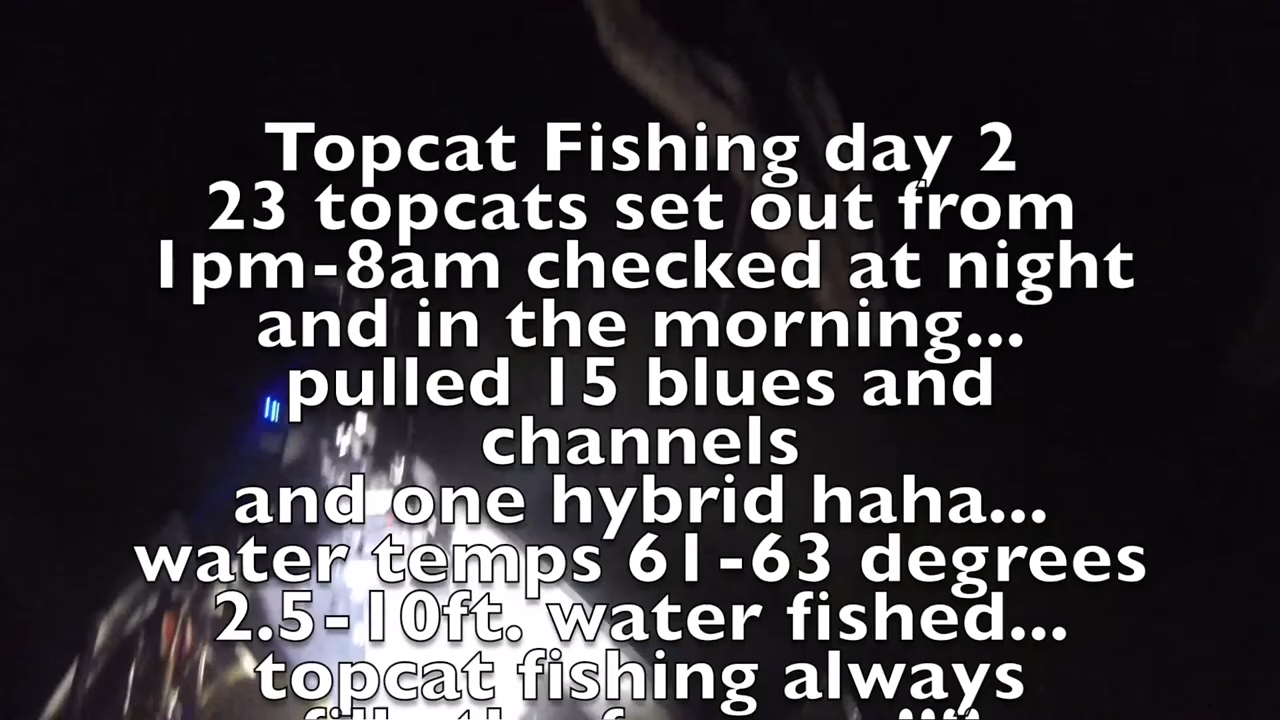 Topcat Fishing day 2
23 topcats set out from
1pm-8am checked at night
and in the morning...
pulled 15 blues and
channels
and one hybrid haha...
water temps 61-63 degrees
2.5-10ft. water fished...
topcat fishing always